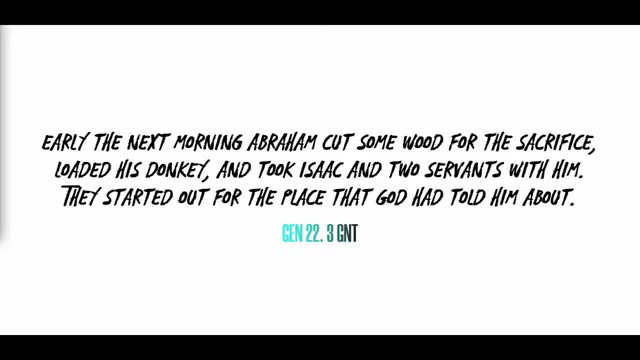 EARLY THE NEXT MORNING ABRAHAM CUT SOME WOOD FOR THE SACRIFICE,
LOADED HIS DONKEY, AND TOOK ISAAC AND TWO SERVANTS WITH HIM.
THEY STARTED OUT FOR THE PLACE THAT GOD HAD TOLD HIM ABOUT.
GEN 22. 3 GNT